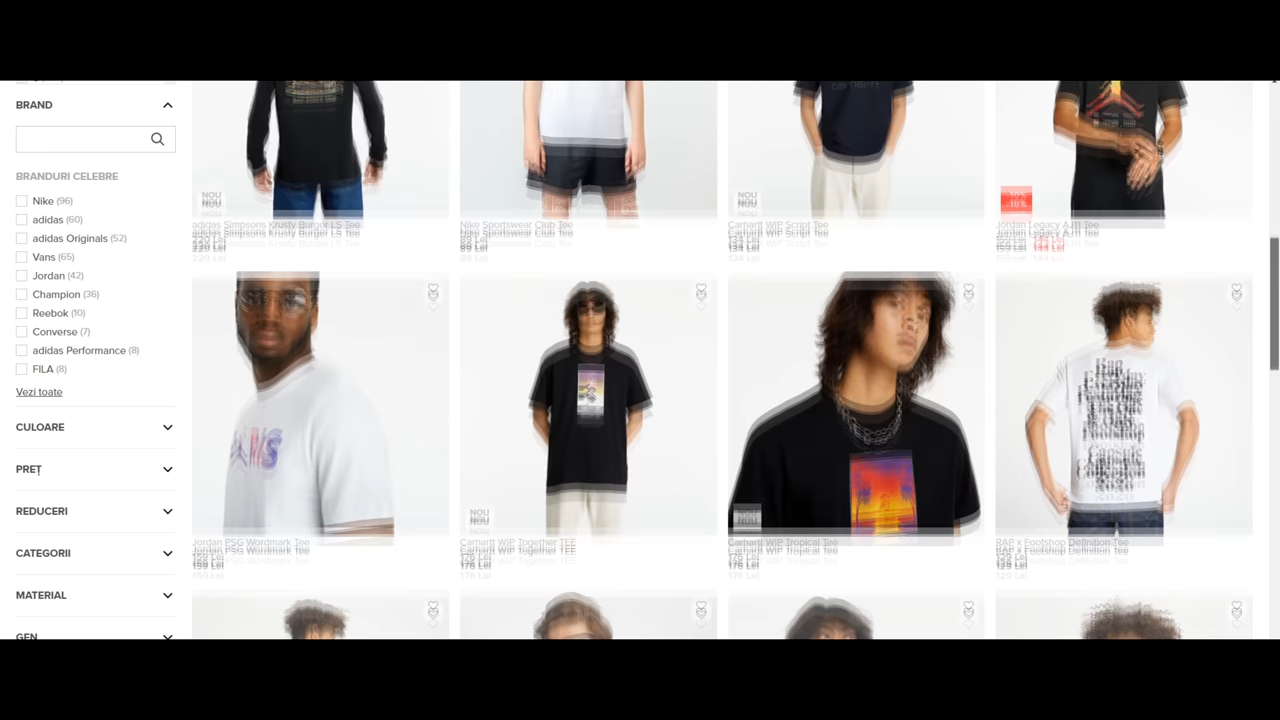 BRAND
BRANDURI CELEBRE
Nike (96)
adidas (60)
adidas Originals (52)
Vans (65)
Jordan (42)
Champion (36)
Reebok (10)
Converse (7)
adidas Performance (8)
FILA (8)
Vezi toate
CULOARE
PREȚ
REDUCERI
CATEGORII
MATERIAL
GEN
NOU
adidas Simpsons Krusty Burger LS Tee
220 Lei
Nike Sportswear Club Tee
89 Lei
NOU
Carhartt WIP Script Tee
134 Lei
Jordan Legacy AJ11 Tee
144 Lei
Jordan PSG Wordmark Tee
159 Lei
NOU
Carhartt WIP Together TEE
176 Lei
NOU
Carhartt WIP Tropical Tee
176 Lei
RAP x Footshop Definition Tee
129 Lei